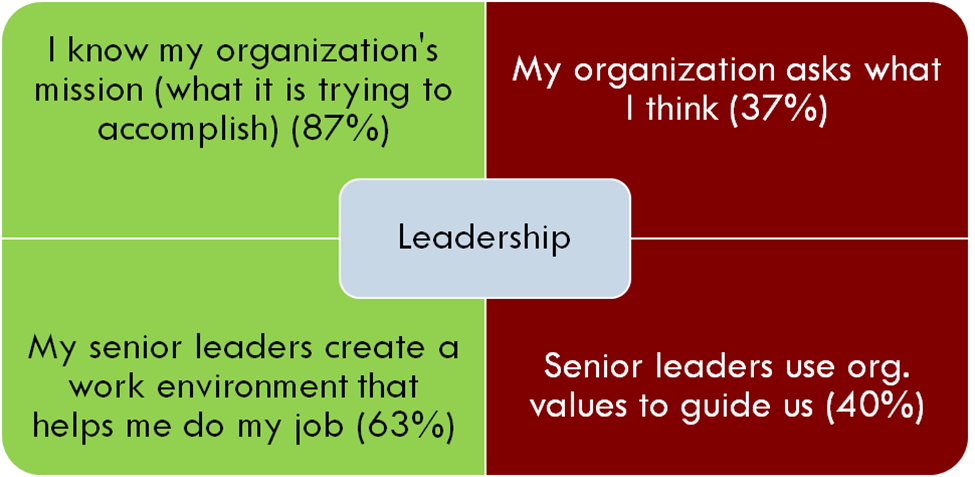 I know my organization's
mission (what it is trying to
accomplish) (87%)
My organization asks what
I think (37%)
Leadership
My senior leaders create a
work environment that
helps me do my job (63%)
Senior leaders use org.
values to guide us (40%)